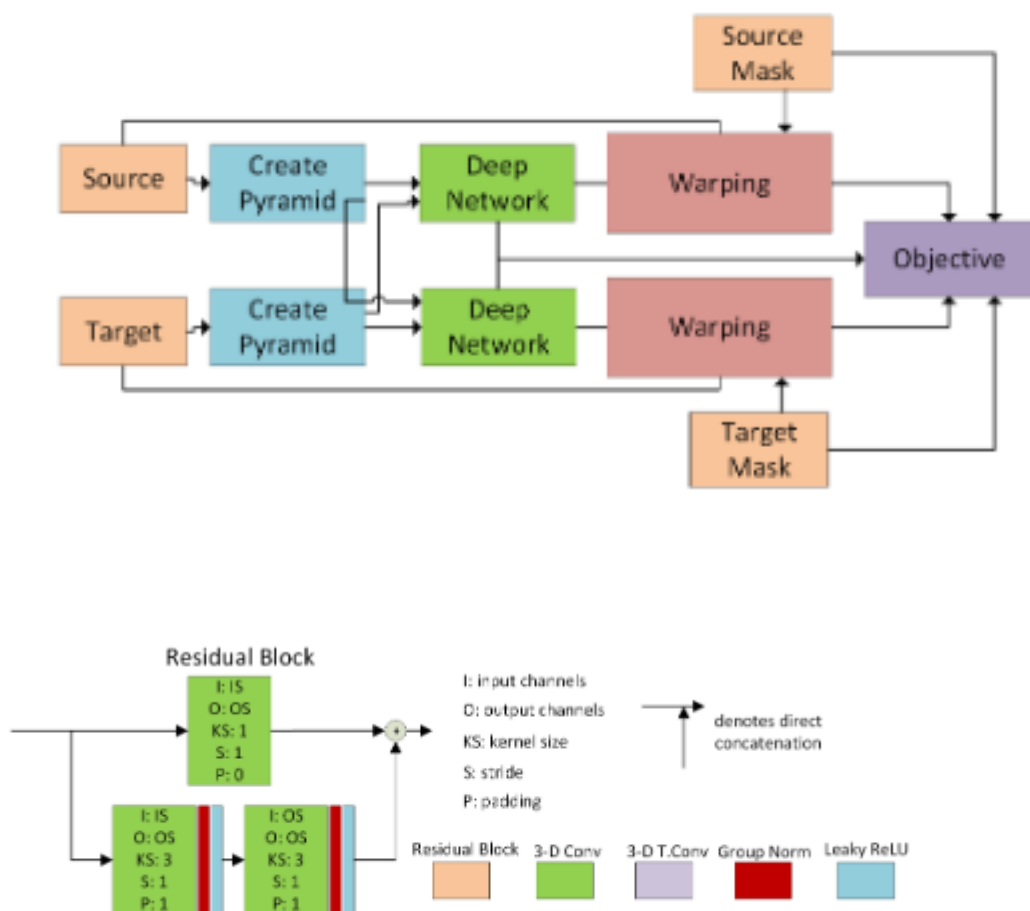 Source
Mask
Source
Create
Pyramid
Deep
Network
Warping
Objective
Target
Create
Pyramid
Deep
Network
Warping
Target
Mask
Residual Block
I: IS
O: OS
KS: 1
S: 1
P: 0
I: IS
O: OS
KS: 3
S: 1
P: 1
I: OS
O: OS
KS: 3
S: 1
P: 1
+
I: input channels
O: output channels
KS: kernel size
S: stride
P: padding
denotes direct
concatenation
Residual Block
3-D Conv
3-D T.Conv
Group Norm
Leaky ReLU